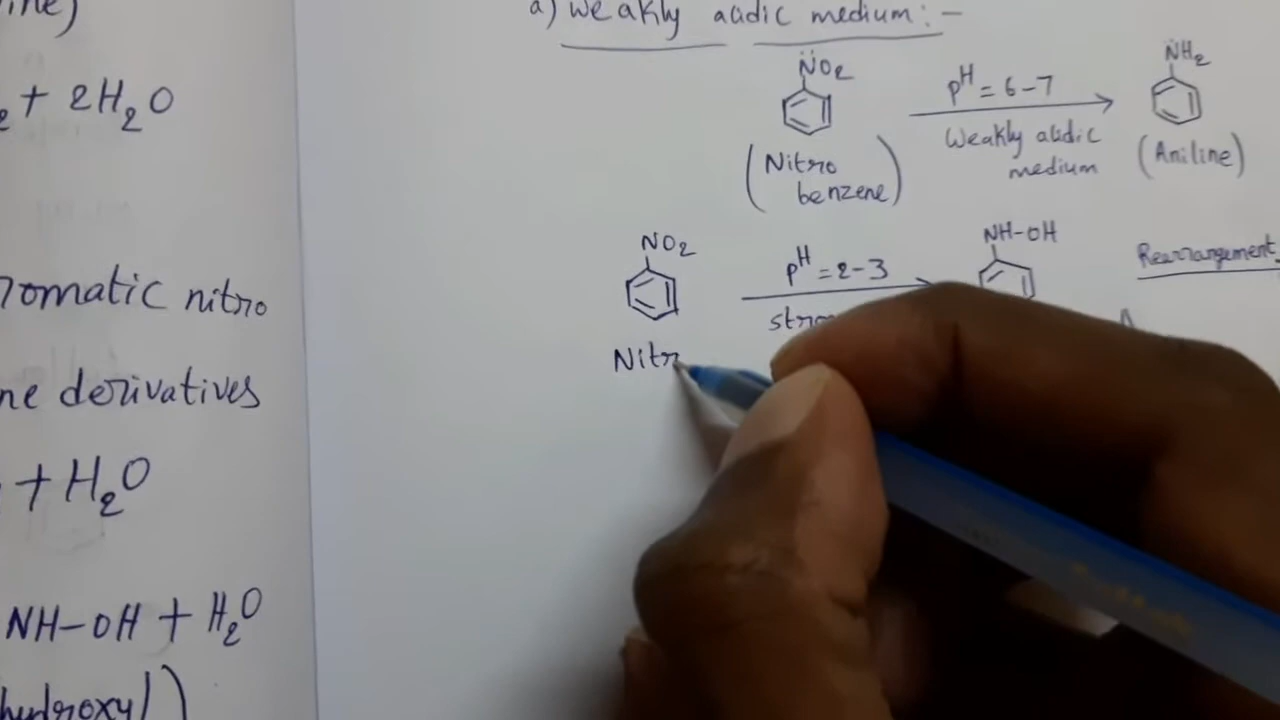 + 2H₂O
romatic nitro
ne derivatives
+ H₂O
NH-OH + H₂O
hydroxyl)
a) Weakly acidic medium:-
NO₂
pH = 6-7
NH₂
Weakly acidic
medium
(Nitro
benzene)
(Aniline)
NO₂
pH = 2-3
NH-OH
Rearrangement
Nitr